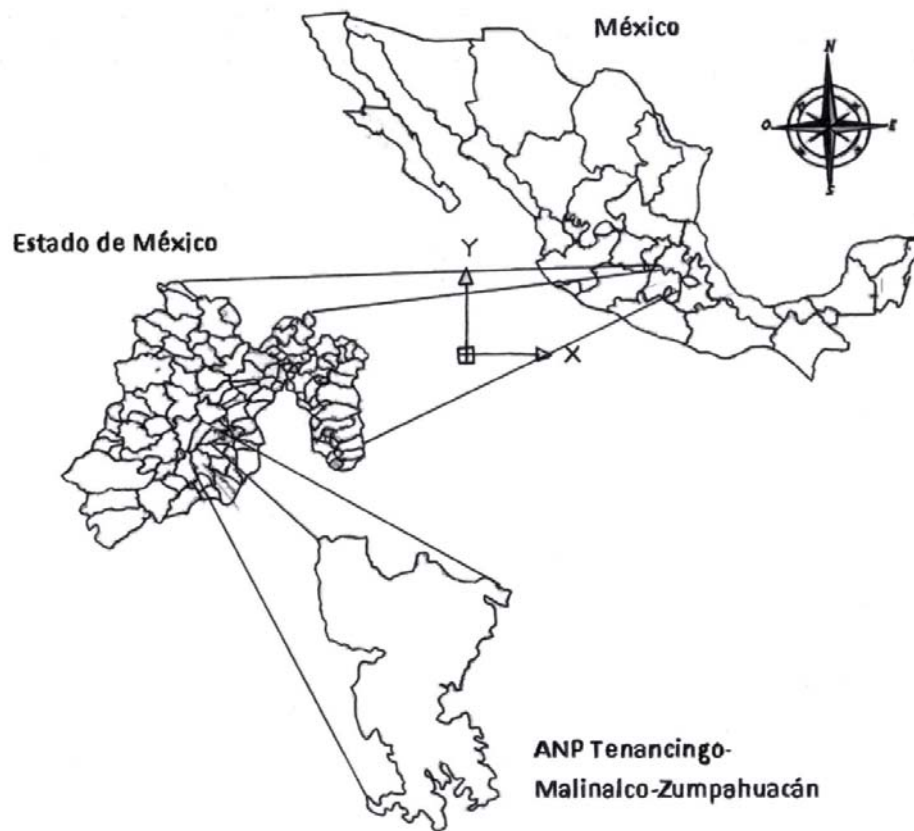 México
N
O
E
S
Estado de México
Y
X
ANP Tenancingo-
Malinalco-Zumpahuacán